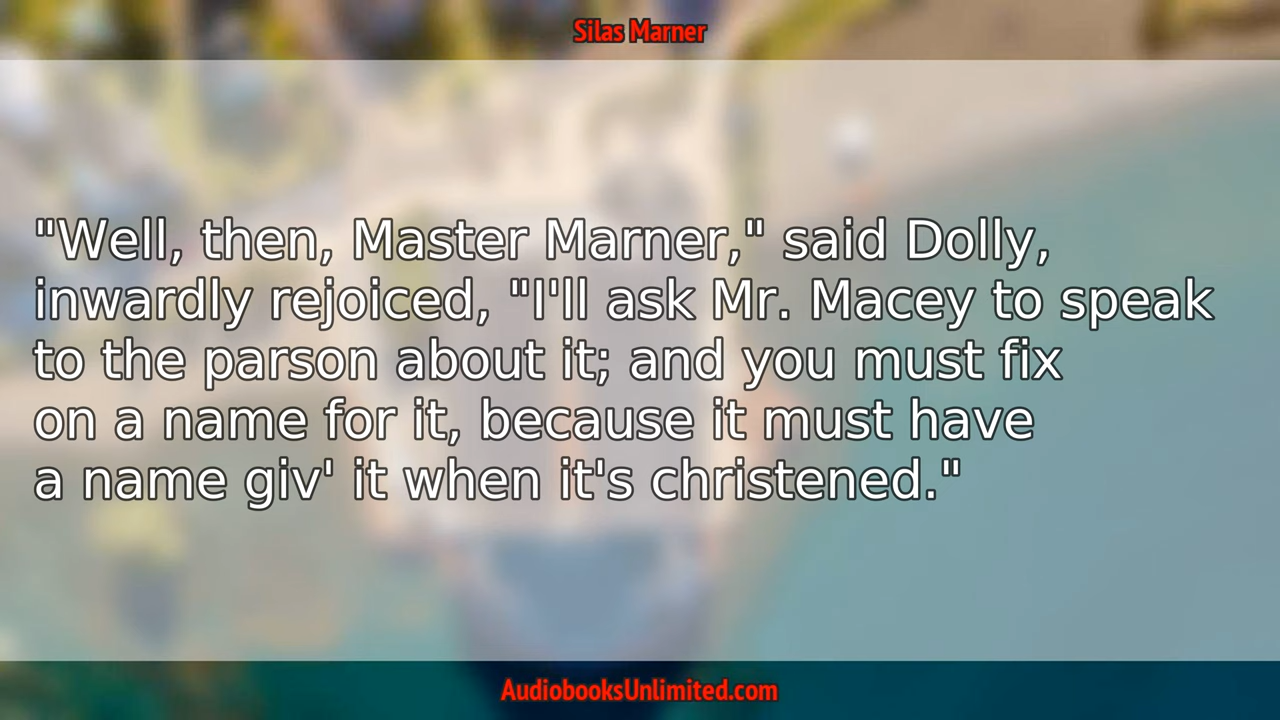 Silas Marner
"Well, then, Master Marner," said Dolly,
inwardly rejoiced, "I'll ask Mr. Macey to speak
to the parson about it; and you must fix
on a name for it, because it must have
a name giv' it when it's christened."
AudiobooksUnlimited.com